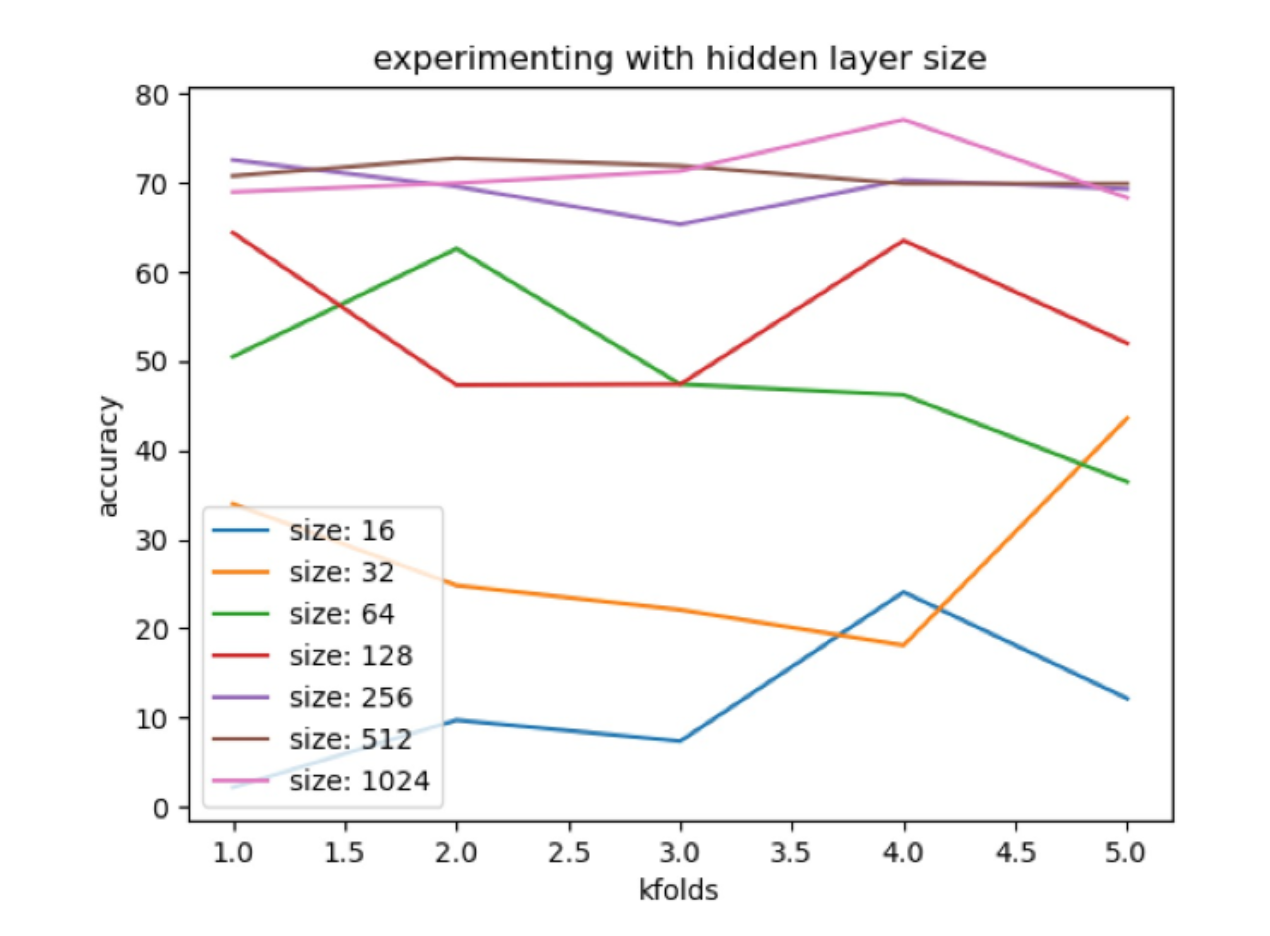 experimenting with hidden layer size
80
70
60
50
40
30
20
10
0
accuracy
size: 16
size: 32
size: 64
size: 128
size: 256
size: 512
size: 1024
1.0 1.5 2.0 2.5 3.0 3.5 4.0 4.5 5.0
kfolds